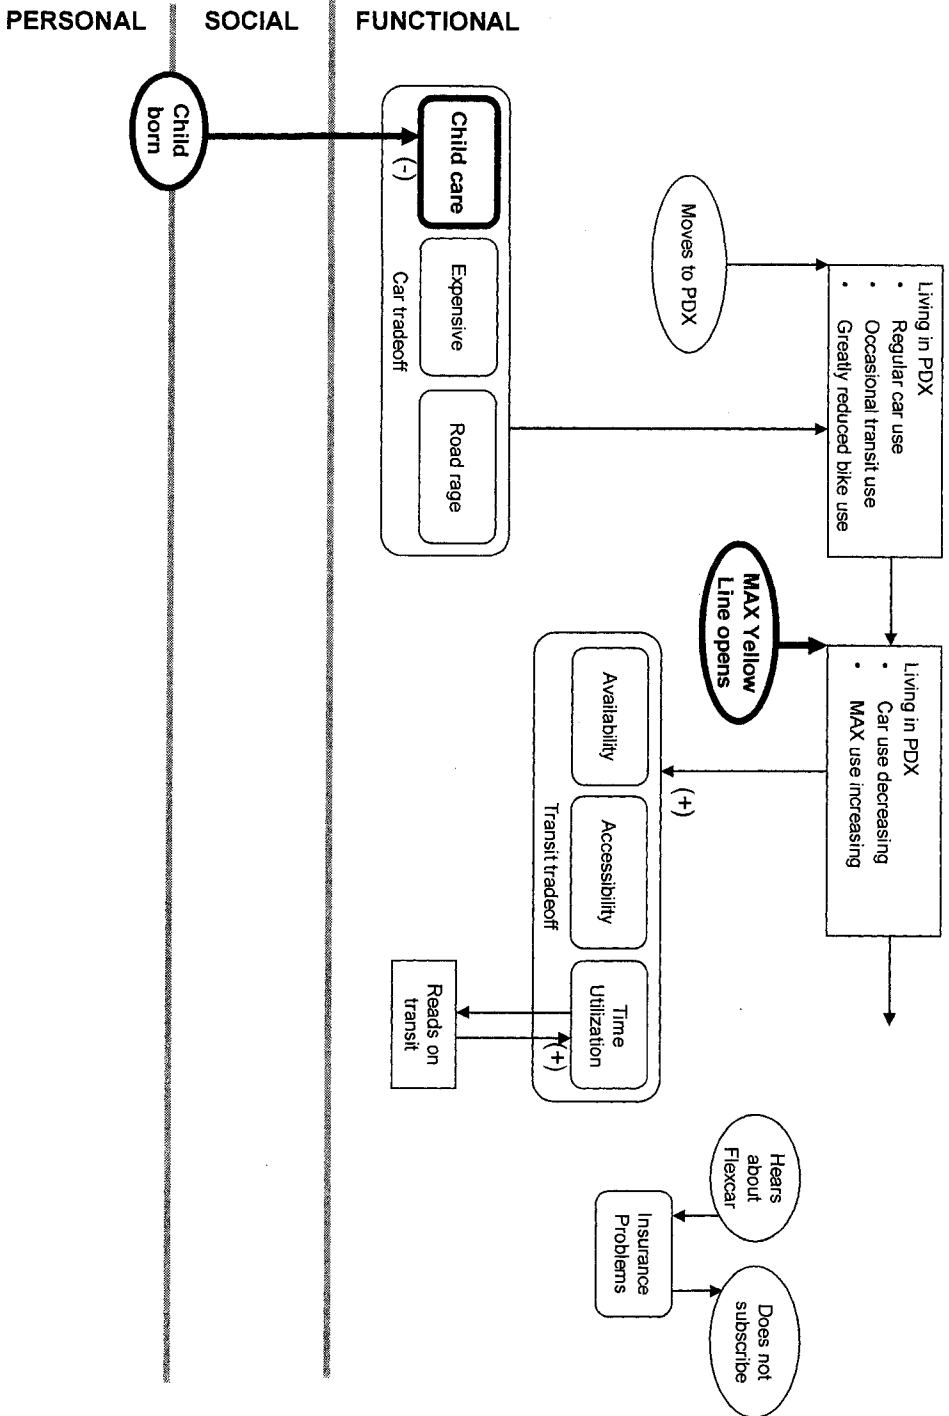 PERSONAL
SOCIAL
FUNCTIONAL
Living in PDX
• Regular car use
• Occasional transit use
• Greatly reduced bike use
Living in PDX
• Car use decreasing
• MAX use increasing
Moves to PDX
MAX Yellow
Line opens
(+)
Hears
about
Flexcar
Does not
subscribe
Insurance
Problems
Availability
Accessibility
Time
Utilization
(+)
Transit tradeoff
Child care
Expensive
Road rage
(-)
Car tradeoff
Reads on
transit
Child
born